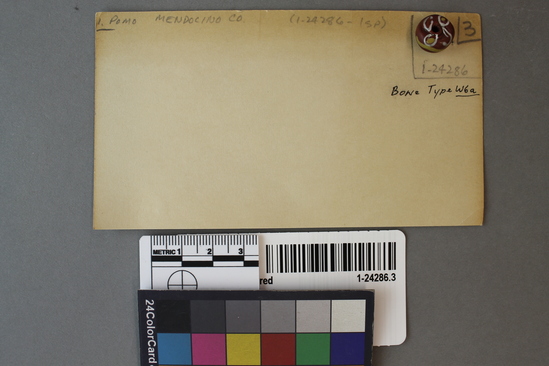 1. Pomo MENDOCINO CO. (1-24286-1sp)
3
1-24286
Bone Type W6a
METRIC 1 2 3
red
1-24286.3
24ColorCard